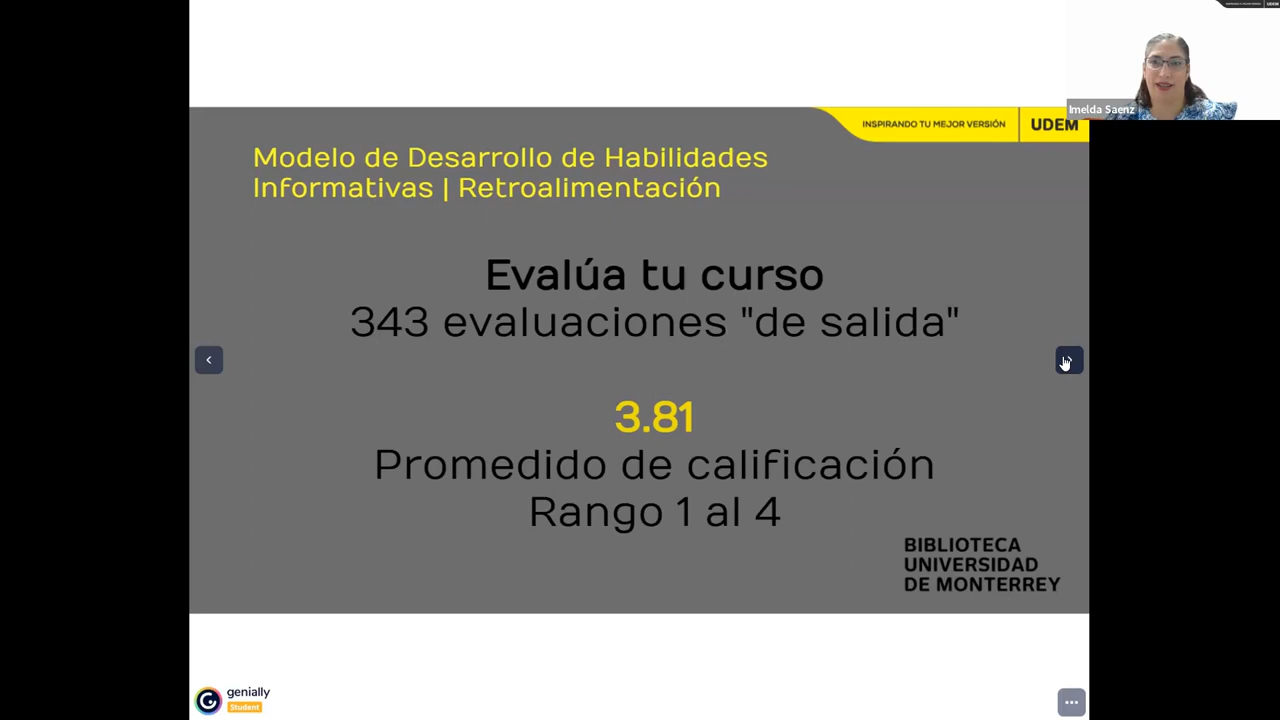 INSPIRANDO TU MEJOR VERSIÓN UDEM
Imelda Saenz
Modelo de Desarrollo de Habilidades
Informativas | Retroalimentación
Evalúa tu curso
343 evaluaciones "de salida"
3.81
Promedido de calificación
Rango 1 al 4
BIBLIOTECA
UNIVERSIDAD
DE MONTERREY
genially
Student